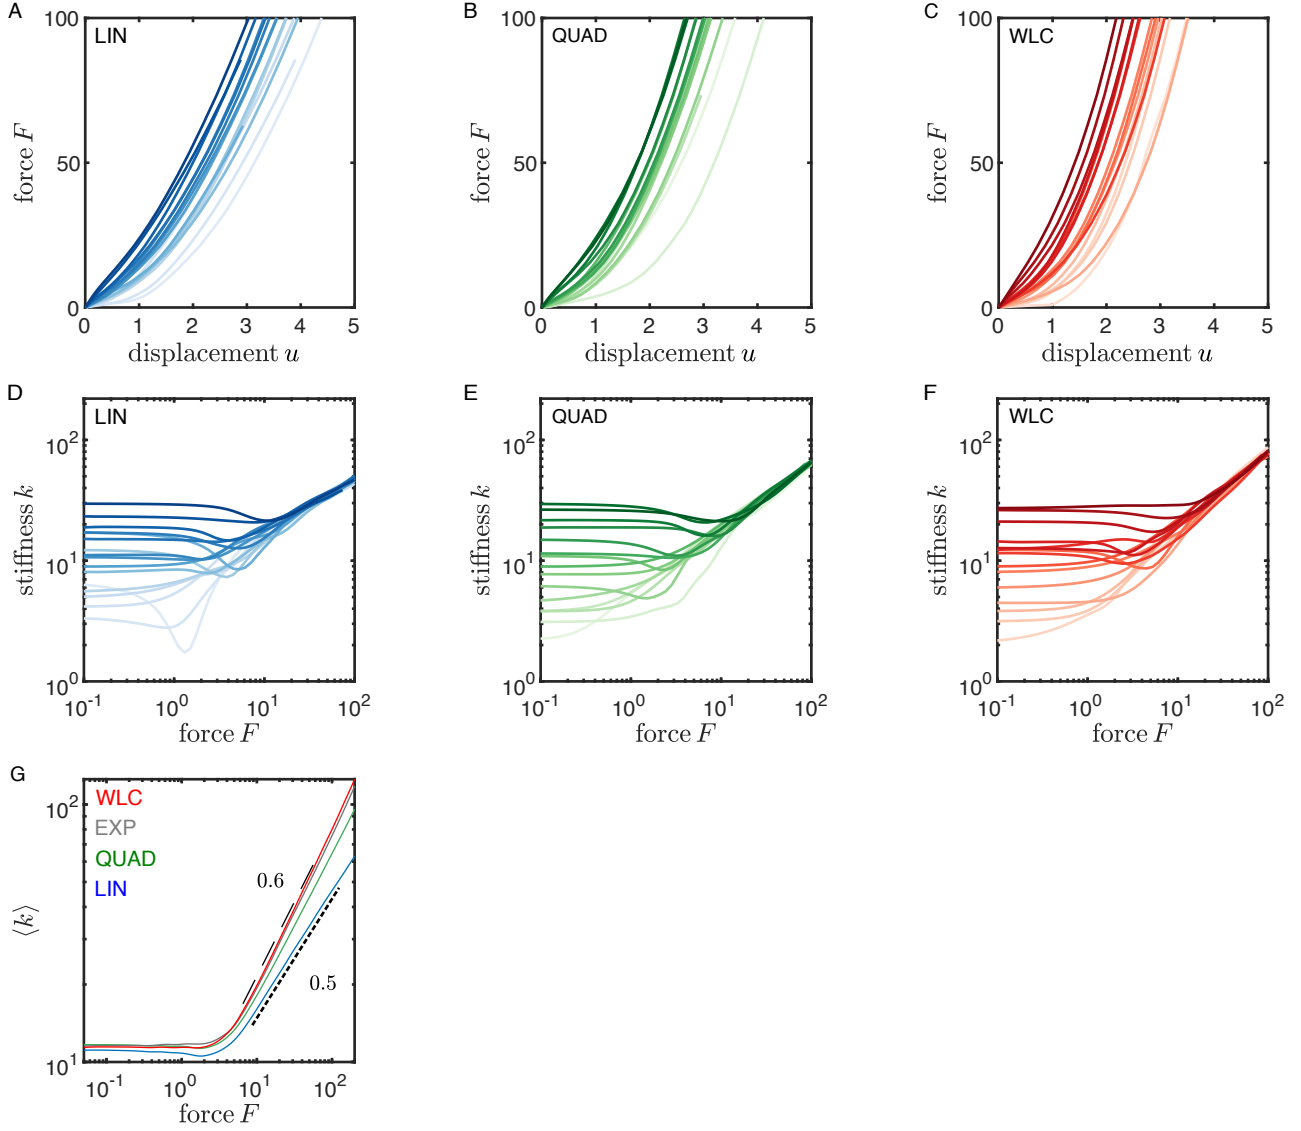 A
LIN
100
50
0
force F
0 1 2 3 4 5
displacement u
B
QUAD
100
50
0
force F
0 1 2 3 4 5
displacement u
C
WLC
100
50
0
force F
0 1 2 3 4 5
displacement u
D
LIN
10^2
10^1
10^0
stiffness k
10^-1 10^0 10^1 10^2
force F
E
QUAD
10^2
10^1
10^0
stiffness k
10^-1 10^0 10^1 10^2
force F
F
WLC
10^2
10^1
10^0
stiffness k
10^-1 10^0 10^1 10^2
force F
G
WLC
EXP
QUAD
LIN
0.6
0.5
10^2
10^1
⟨k⟩
10^-1 10^0 10^1 10^2
force F